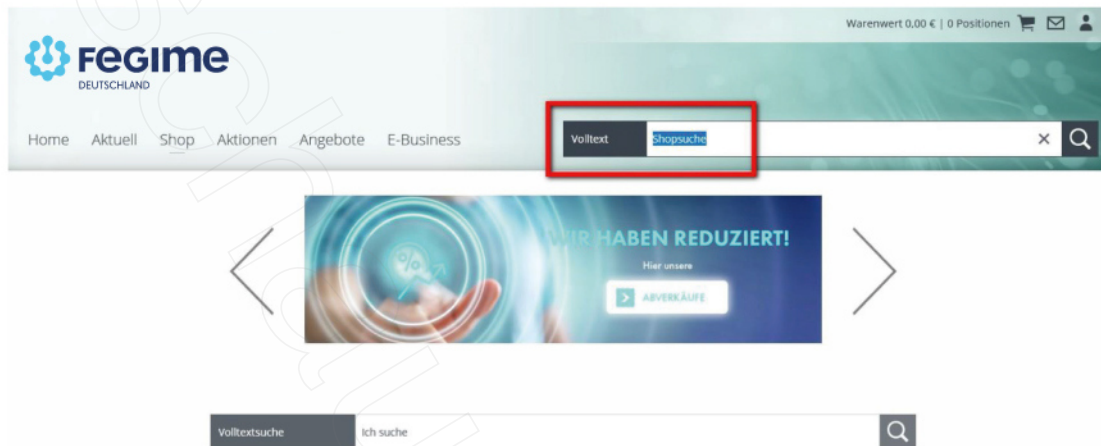 Warenwert 0,00 € | 0 Positionen
FEGIME
DEUTSCHLAND
Home Aktuell Shop Aktionen Angebote E-Business
Volltext Shopsuche
WIR HABEN REDUZIERT!
Hier unsere
ABVERKÄUFE
Volltextsuche Ich suche